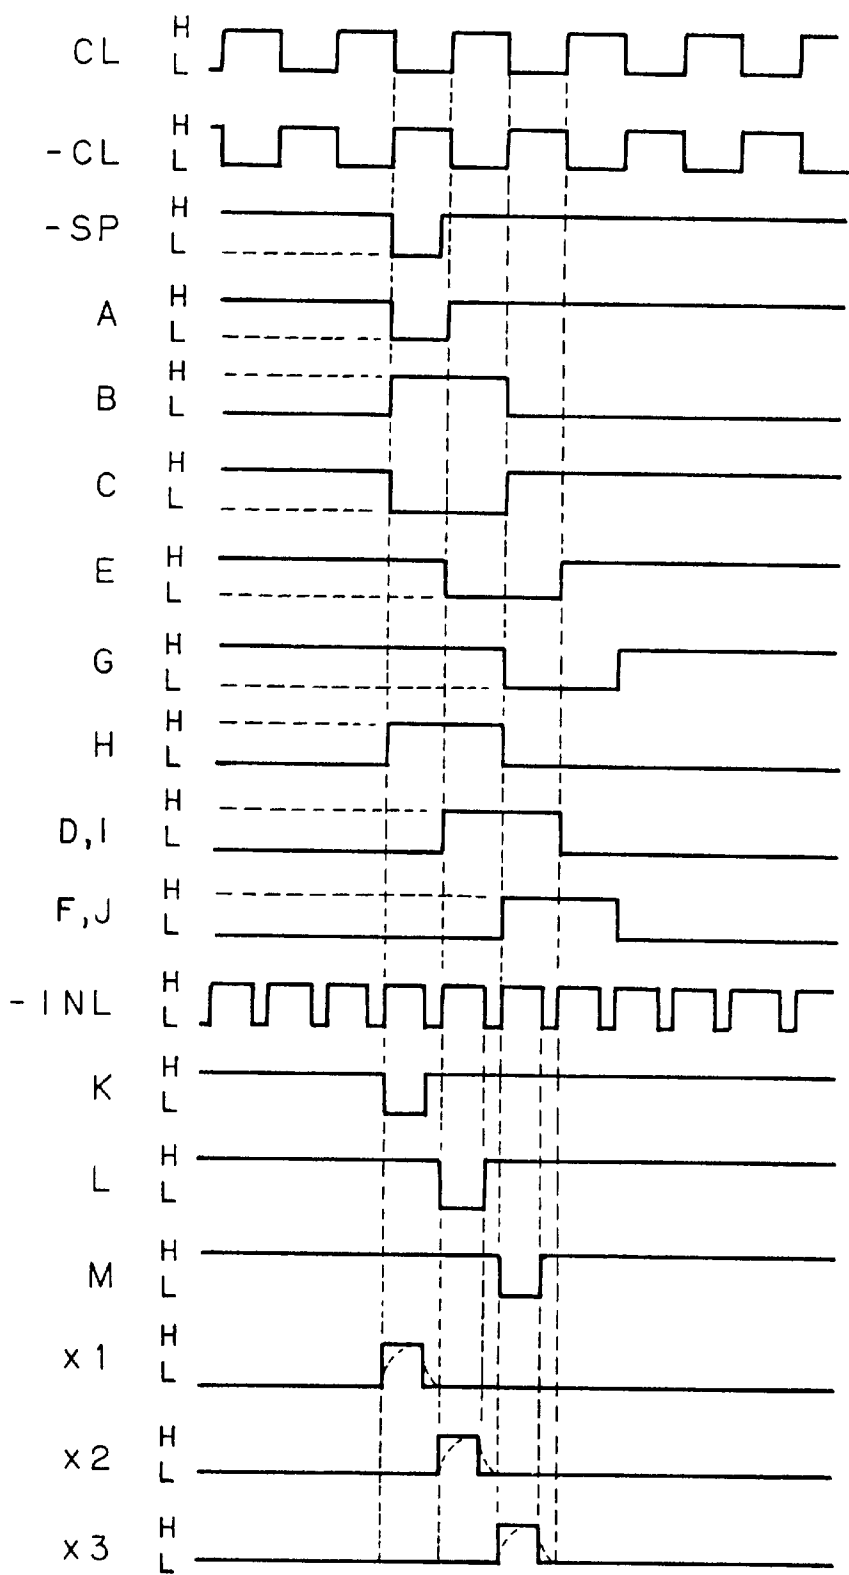 CL H
L
-CL H
L
-SP H
L
A H
L
B H
L
C H
L
E H
L
G H
L
H H
L
D,I H
L
F,J H
L
-INL H
L
K H
L
L H
L
M H
L
x1 H
L
x2 H
L
x3 H
L